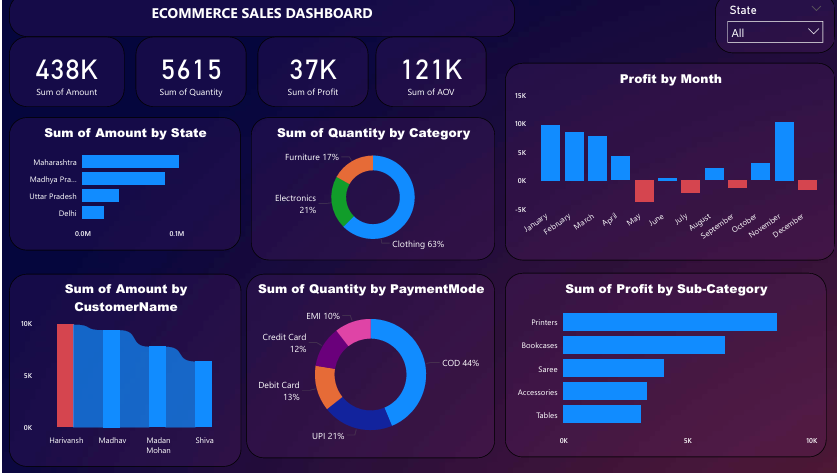 ECOMMERCE SALES DASHBOARD
State
All
438K
Sum of Amount
5615
Sum of Quantity
37K
Sum of Profit
121K
Sum of AOV
Sum of Amount by State
Maharashtra
Madhya Pra...
Uttar Pradesh
Delhi
0.0M
0.1M
Sum of Quantity by Category
Furniture 17%
Electronics
21%
Clothing 63%
Profit by Month
15K
10K
5K
0K
-5K
January
February
March
April
May
June
July
August
September
October
November
December
Sum of Amount by
CustomerName
10K
5K
0K
Harivansh
Madhav
Madan
Mohan
Shiva
Sum of Quantity by PaymentMode
EMI 10%
Credit Card
12%
Debit Card
13%
UPI 21%
COD 44%
Sum of Profit by Sub-Category
Printers
Bookcases
Saree
Accessories
Tables
0K
5K
10K